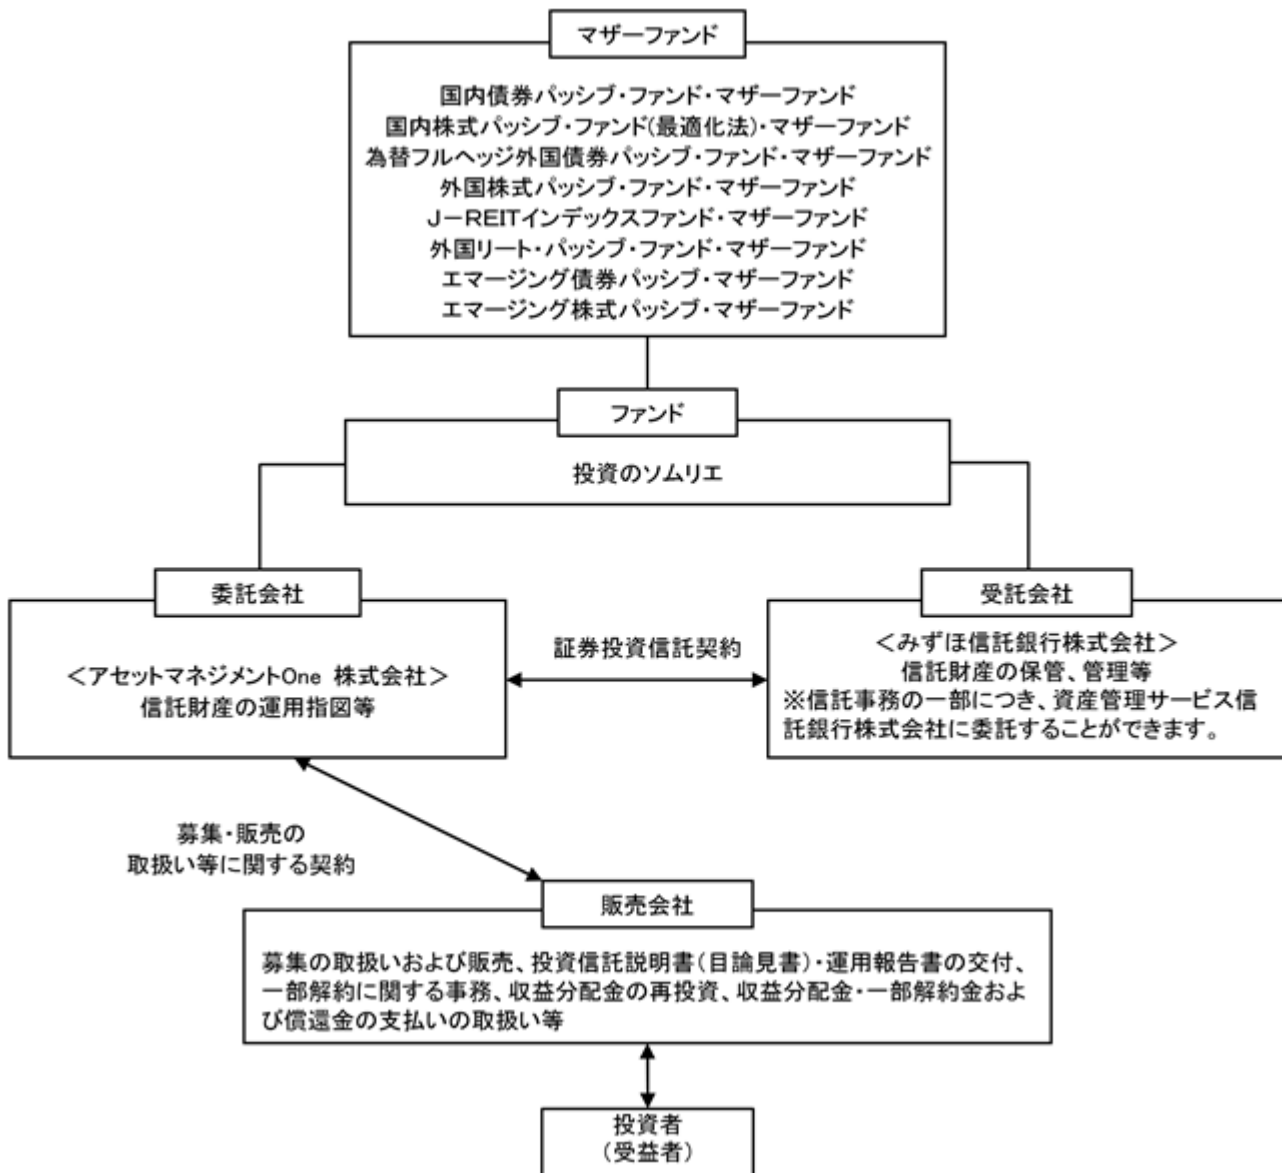 マザーファンド
国内債券パッシブ・ファンド・マザーファンド
国内株式パッシブ・ファンド(最適化法)・マザーファンド
為替フルヘッジ外国債券パッシブ・ファンド・マザーファンド
外国株式パッシブ・ファンド・マザーファンド
J－REITインデックスファンド・マザーファンド
外国リート・パッシブ・ファンド・マザーファンド
エマージング債券パッシブ・マザーファンド
エマージング株式パッシブ・マザーファンド
ファンド
投資のソムリエ
委託会社
＜アセットマネジメントOne 株式会社＞
信託財産の運用指図等
証券投資信託契約
受託会社
＜みずほ信託銀行株式会社＞
信託財産の保管、管理等
※信託事務の一部につき、資産管理サービス信
託銀行株式会社に委託することができます。
募集・販売の
取扱い等に関する契約
販売会社
募集の取扱いおよび販売、投資信託説明書(目論見書)・運用報告書の交付、
一部解約に関する事務、収益分配金の再投資、収益分配金・一部解約金およ
び償還金の支払いの取扱い等
投資者
(受益者)